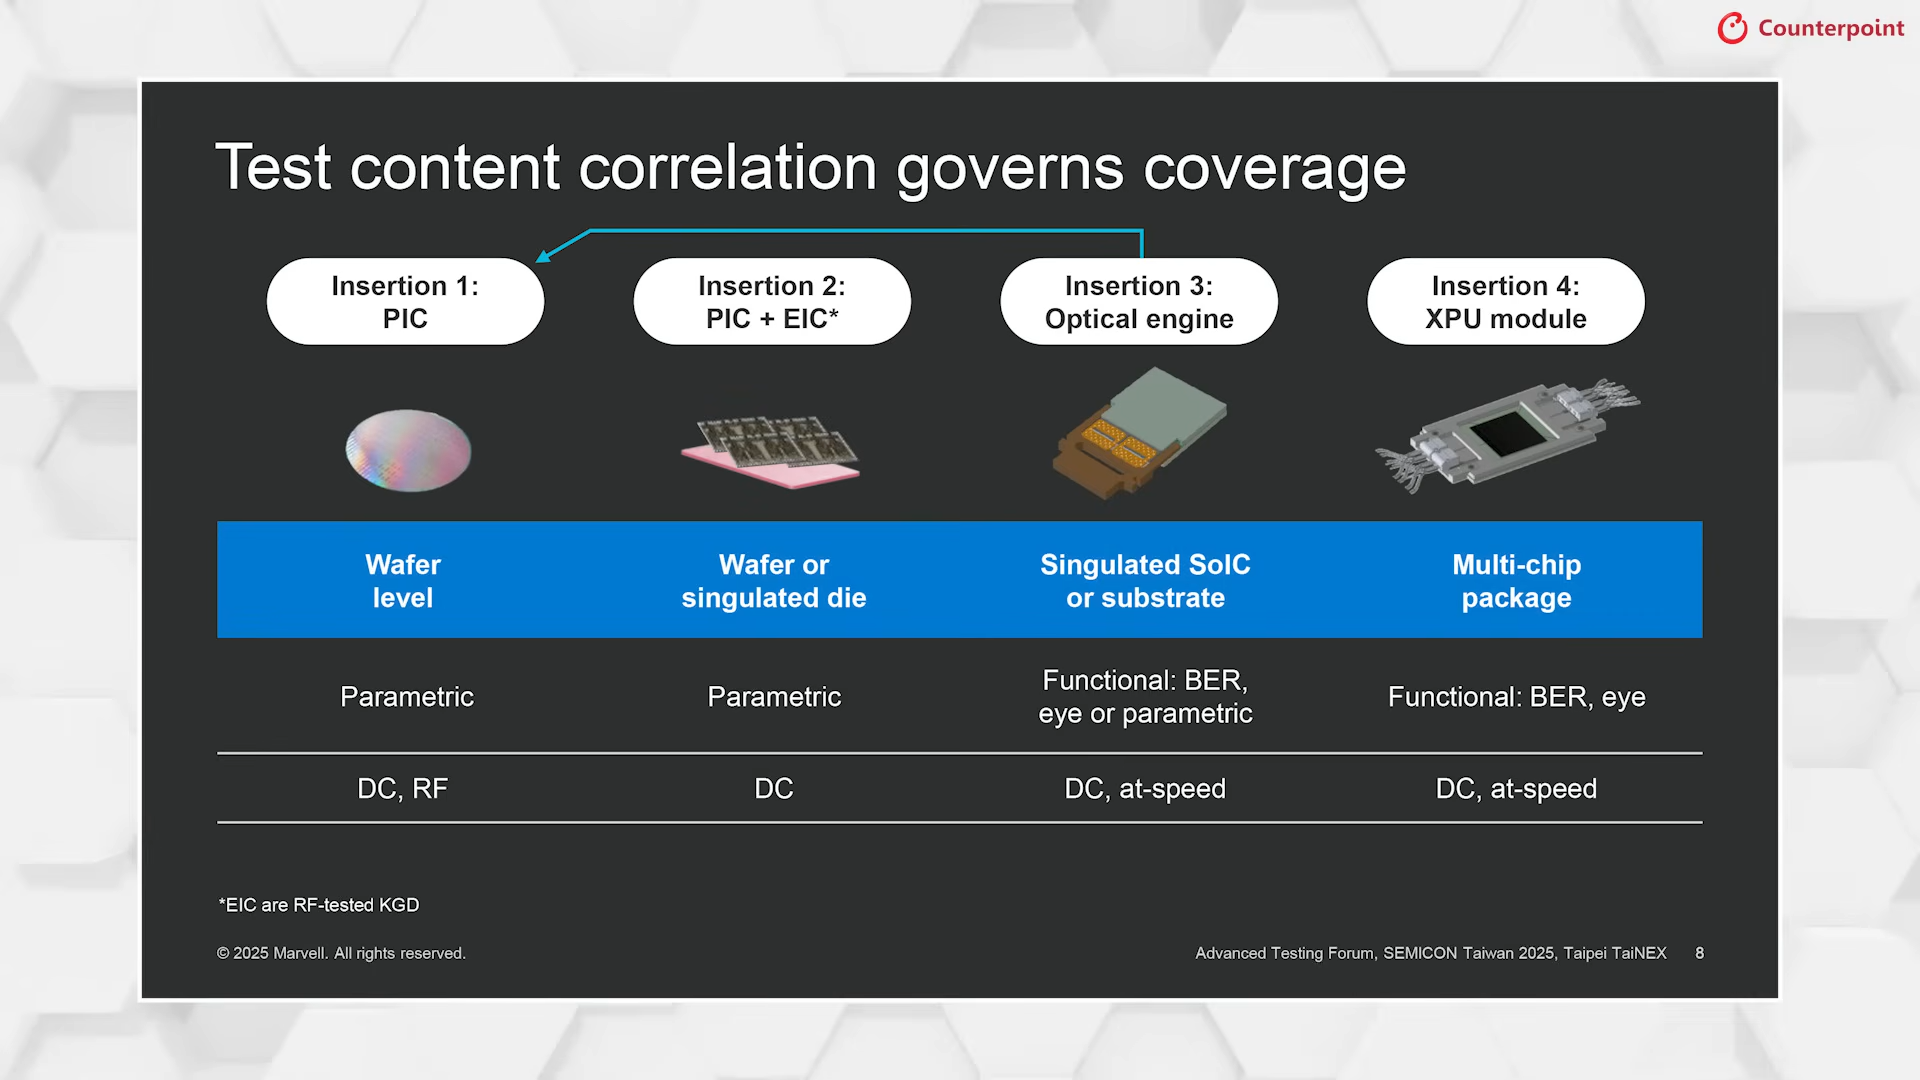 Counterpoint
Test content correlation governs coverage
Insertion 1:
PIC
Insertion 2:
PIC + EIC*
Insertion 3:
Optical engine
Insertion 4:
XPU module
Wafer
level
Wafer or
singulated die
Singulated SoIC
or substrate
Multi-chip
package
Parametric
Parametric
Functional: BER,
eye or parametric
Functional: BER, eye
DC, RF
DC
DC, at-speed
DC, at-speed
*EIC are RF-tested KGD
© 2025 Marvell. All rights reserved.
Advanced Testing Forum, SEMICON Taiwan 2025, Taipei TaiNEX 8